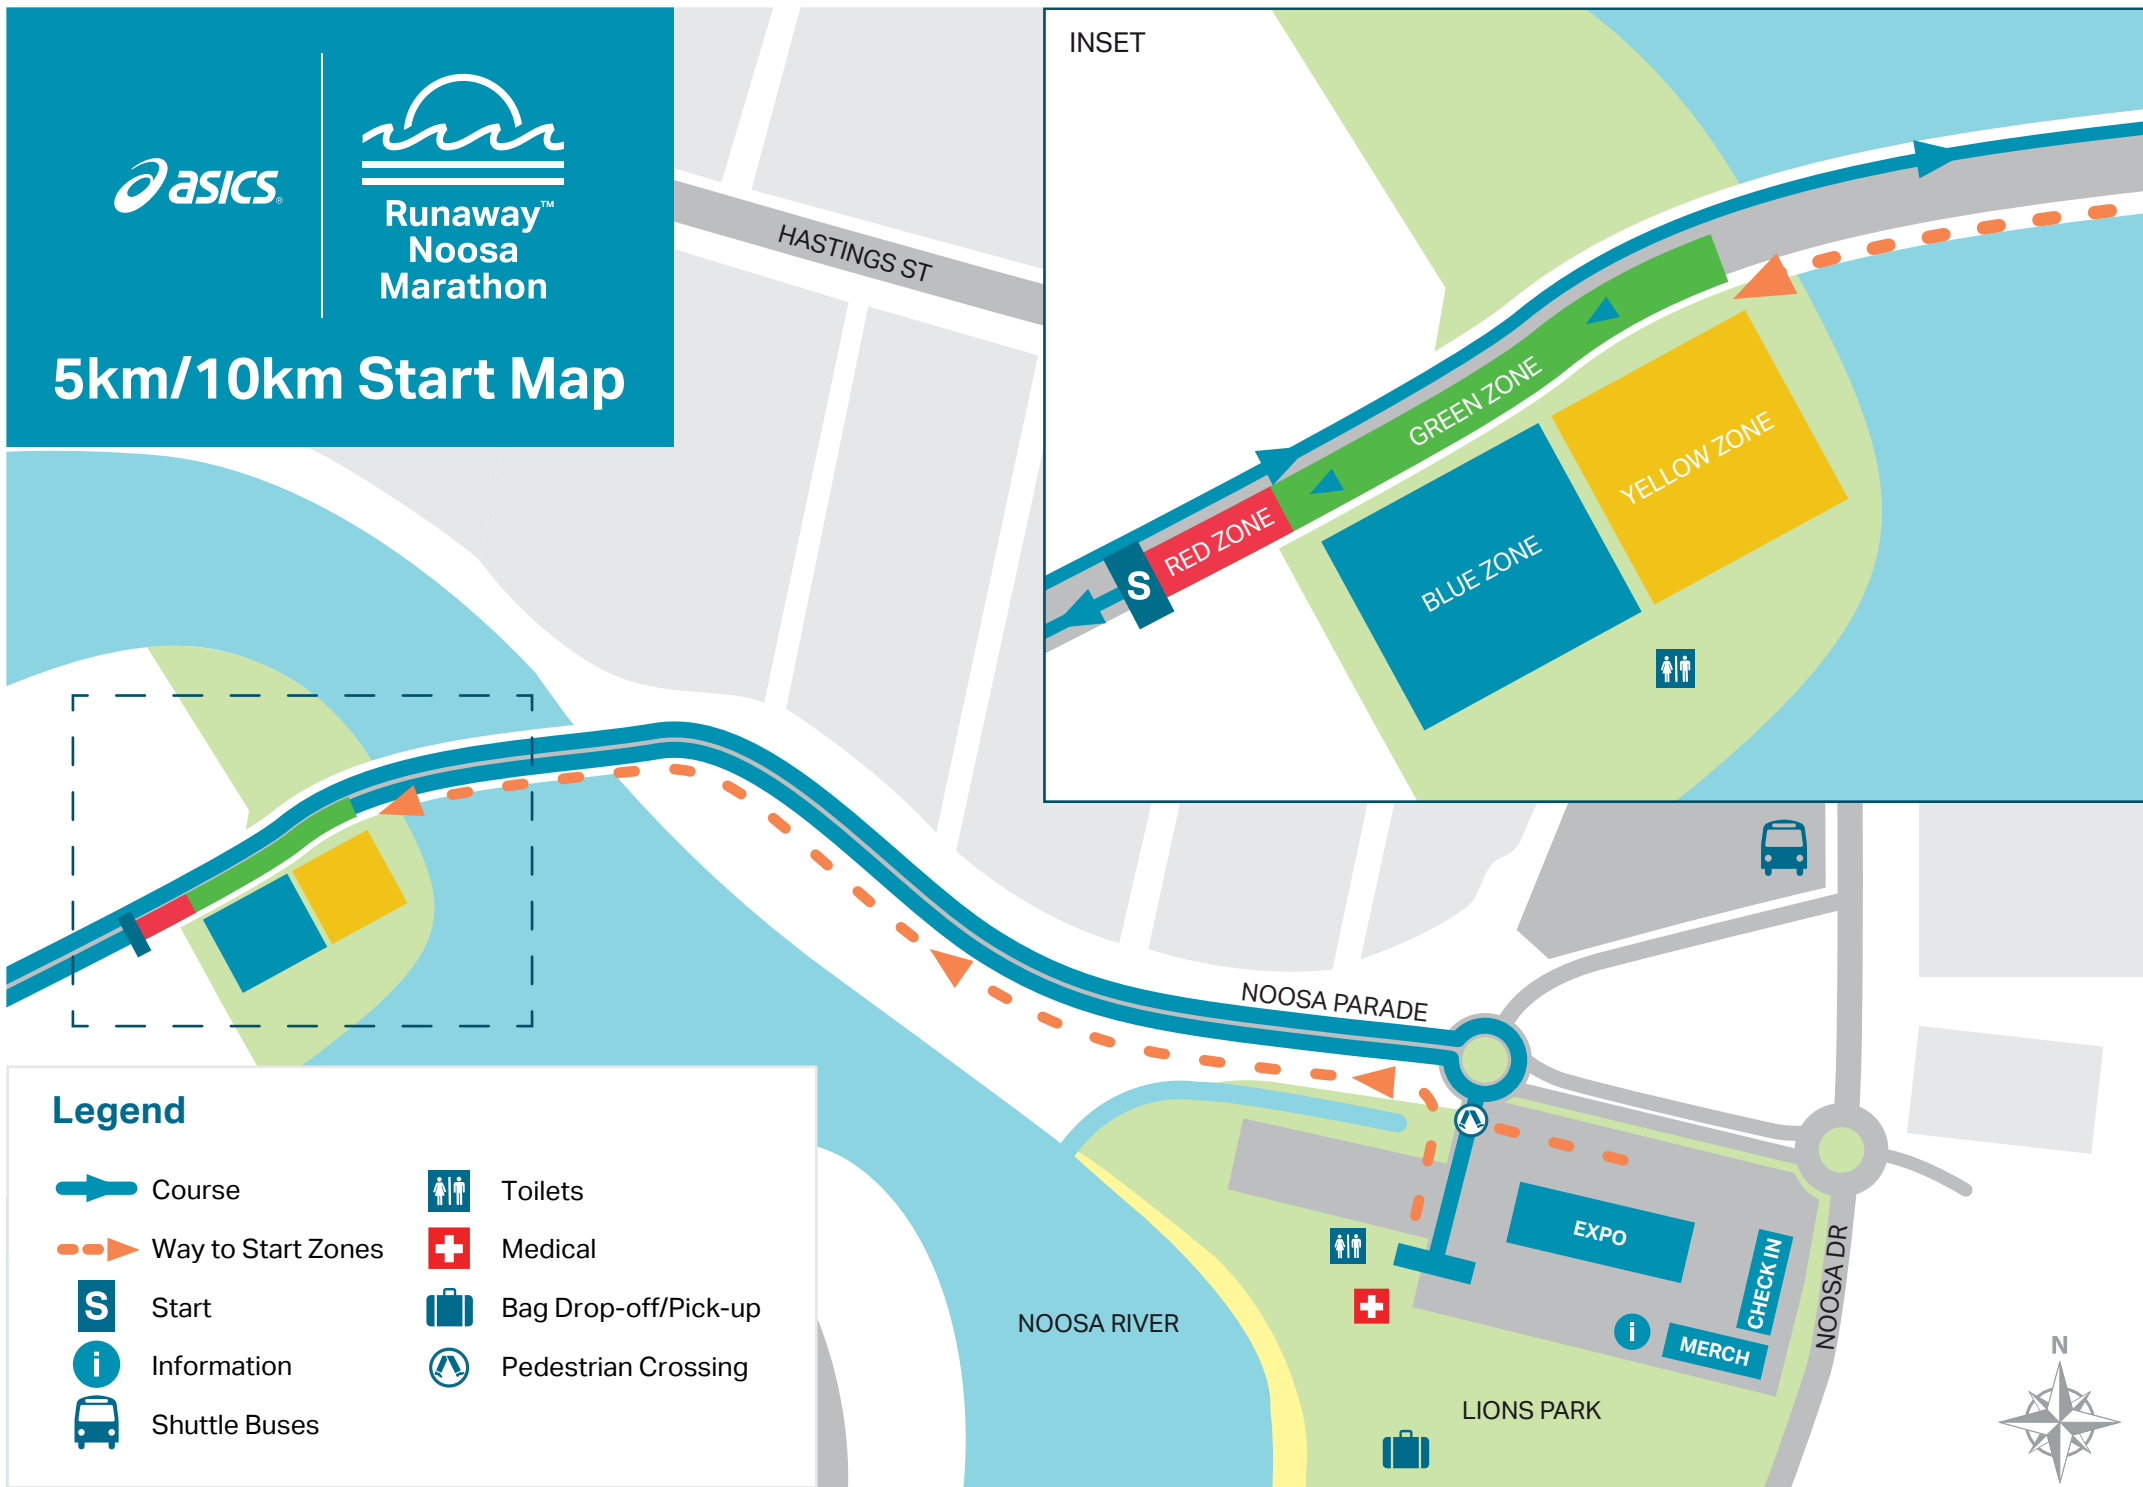 asics®
Runaway™
Noosa
Marathon
5km/10km Start Map
INSET
GREEN ZONE
YELLOW ZONE
RED ZONE
BLUE ZONE
S
HASTINGS ST
NOOSA PARADE
EXPO
CHECK IN
MERCH
i
NOOSA DR
NOOSA RIVER
LIONS PARK
N
Legend
Course
Way to Start Zones
S
Start
i
Information
Shuttle Buses
Toilets
Medical
Bag Drop-off/Pick-up
Pedestrian Crossing